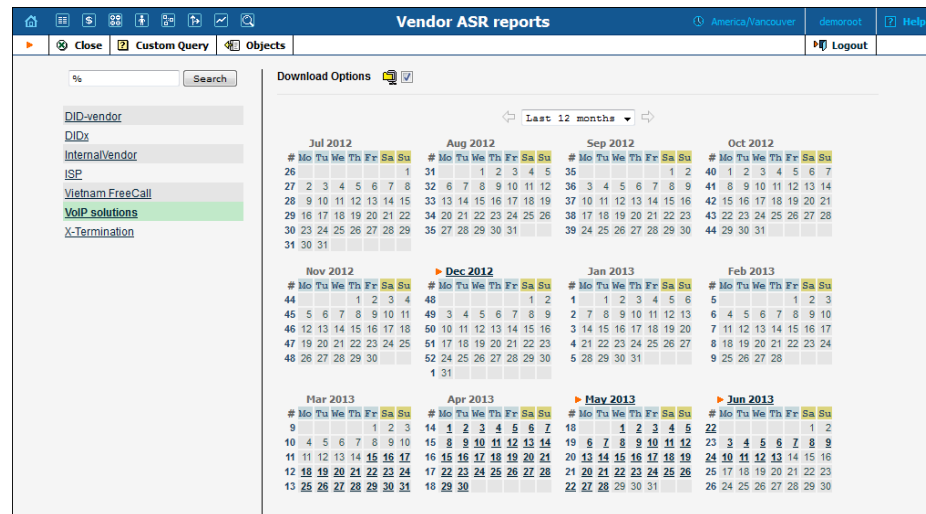 Vendor ASR reports
America/Vancouver
demoroot
Help
Close
Custom Query
Objects
Logout
%
Search
Download Options
DID-vendor
DIDx
InternalVendor
ISP
Vietnam FreeCall
VoIP solutions
X-Termination
Last 12 months
Jul 2012 Aug 2012 Sep 2012 Oct 2012
# Mo Tu We Th Fr Sa Su # Mo Tu We Th Fr Sa Su # Mo Tu We Th Fr Sa Su # Mo Tu We Th Fr Sa Su
26 1 31 1 2 3 4 5 35 1 2 40 1 2 3 4 5 6 7
27 2 3 4 5 6 7 8 32 6 7 8 9 10 11 12 36 3 4 5 6 7 8 9 41 8 9 10 11 12 13 14
28 9 10 11 12 13 14 15 33 13 14 15 16 17 18 19 37 10 11 12 13 14 15 16 42 15 16 17 18 19 20 21
29 16 17 18 19 20 21 22 34 20 21 22 23 24 25 26 38 17 18 19 20 21 22 23 43 22 23 24 25 26 27 28
30 23 24 25 26 27 28 29 35 27 28 29 30 31 39 24 25 26 27 28 29 30 44 29 30 31
31 30 31
Nov 2012 Dec 2012 Jan 2013 Feb 2013
# Mo Tu We Th Fr Sa Su # Mo Tu We Th Fr Sa Su # Mo Tu We Th Fr Sa Su # Mo Tu We Th Fr Sa Su
44 1 2 3 4 48 1 2 1 1 2 3 4 5 6 5 1 2 3
45 5 6 7 8 9 10 11 49 3 4 5 6 7 8 9 2 7 8 9 10 11 12 13 6 4 5 6 7 8 9 10
46 12 13 14 15 16 17 18 50 10 11 12 13 14 15 16 3 14 15 16 17 18 19 20 7 11 12 13 14 15 16 17
47 19 20 21 22 23 24 25 51 17 18 19 20 21 22 23 4 21 22 23 24 25 26 27 8 18 19 20 21 22 23 24
48 26 27 28 29 30 52 24 25 26 27 28 29 30 5 28 29 30 31 9 25 26 27 28
1 31
Mar 2013 Apr 2013 May 2013 Jun 2013
# Mo Tu We Th Fr Sa Su # Mo Tu We Th Fr Sa Su # Mo Tu We Th Fr Sa Su # Mo Tu We Th Fr Sa Su
9 1 2 3 14 1 2 3 4 5 6 7 18 1 2 3 4 5 22 1 2
10 4 5 6 7 8 9 10 15 8 9 10 11 12 13 14 19 6 7 8 9 10 11 12 23 3 4 5 6 7 8 9
11 11 12 13 14 15 16 17 16 15 16 17 18 19 20 21 20 13 14 15 16 17 18 19 24 10 11 12 13 14 15 16
12 18 19 20 21 22 23 24 17 22 23 24 25 26 27 28 21 20 21 22 23 24 25 26 25 17 18 19 20 21 22 23
13 25 26 27 28 29 30 31 18 29 30 22 27 28 29 30 31 26 24 25 26 27 28 29 30